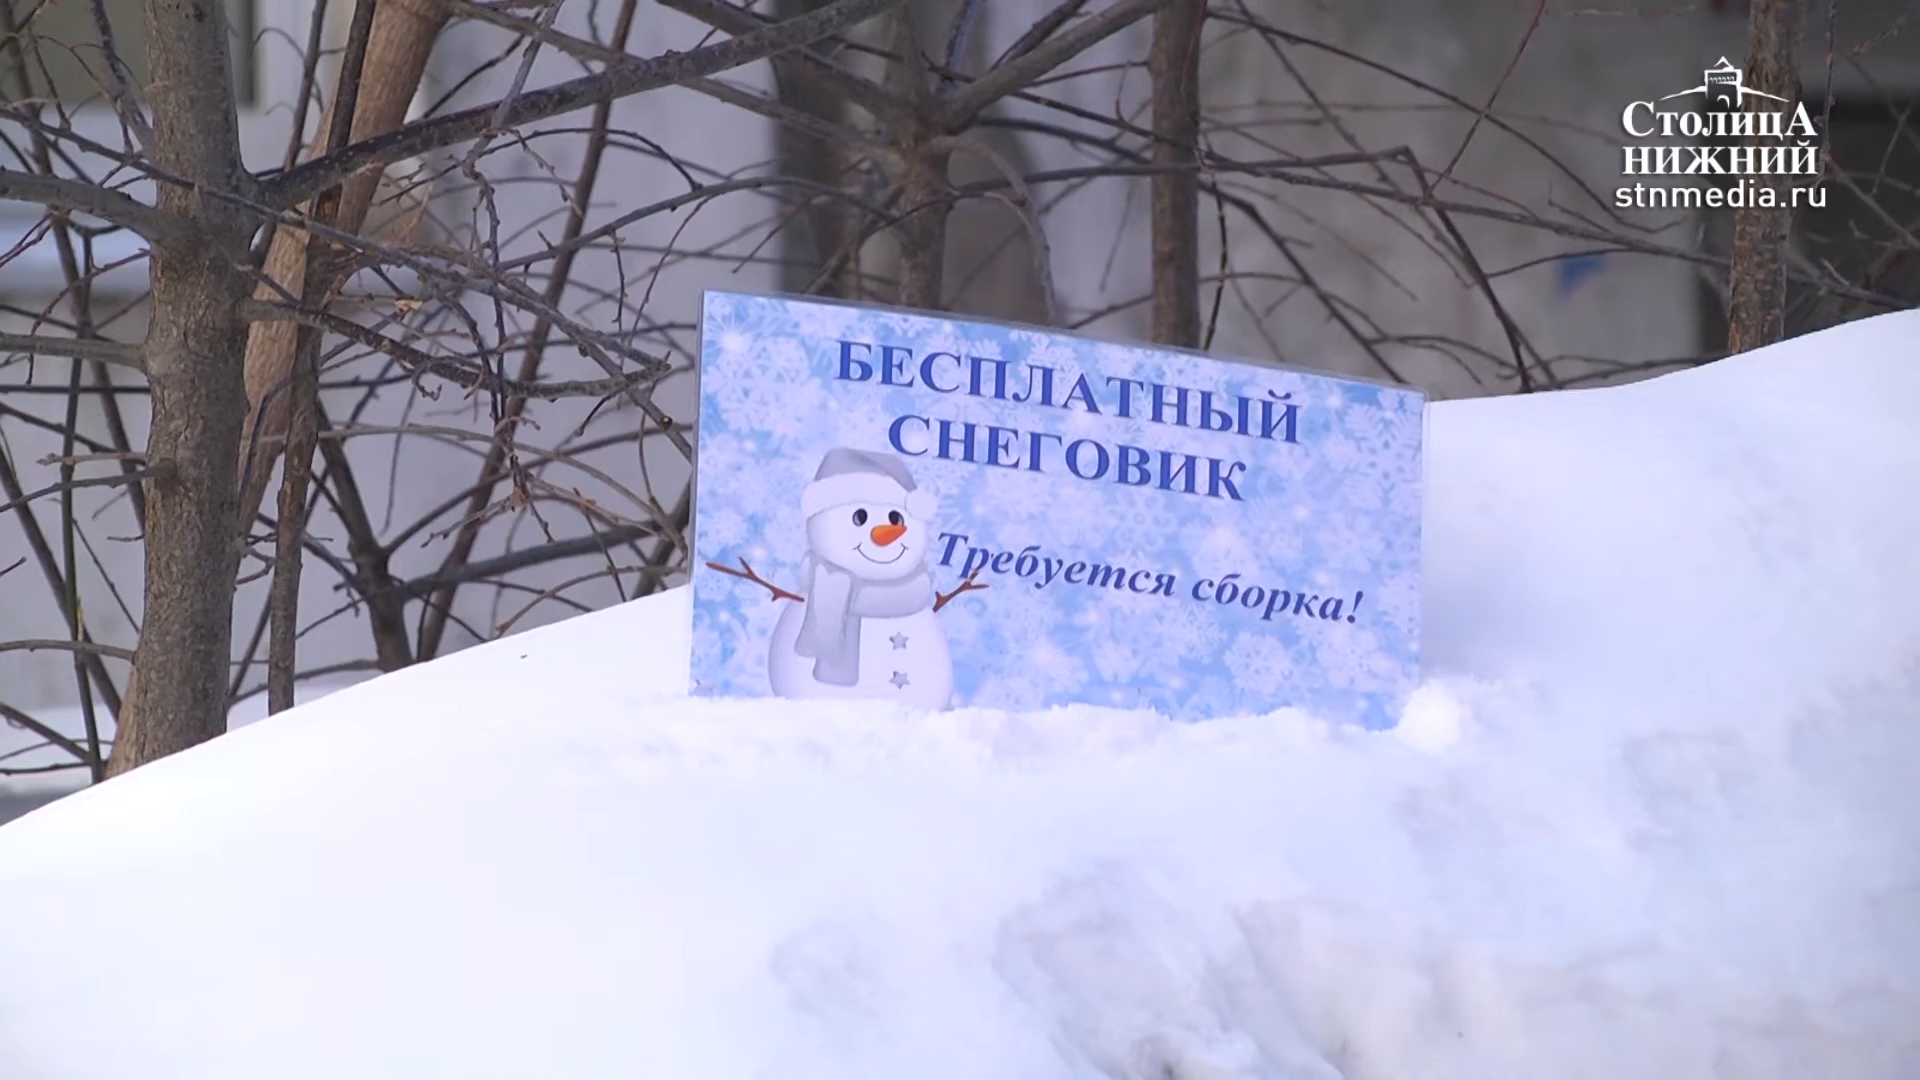 СТОЛИЦА
НИЖНИЙ
stnmedia.ru
БЕСПЛАТНЫЙ
СНЕГОВИК
Требуется сборка!